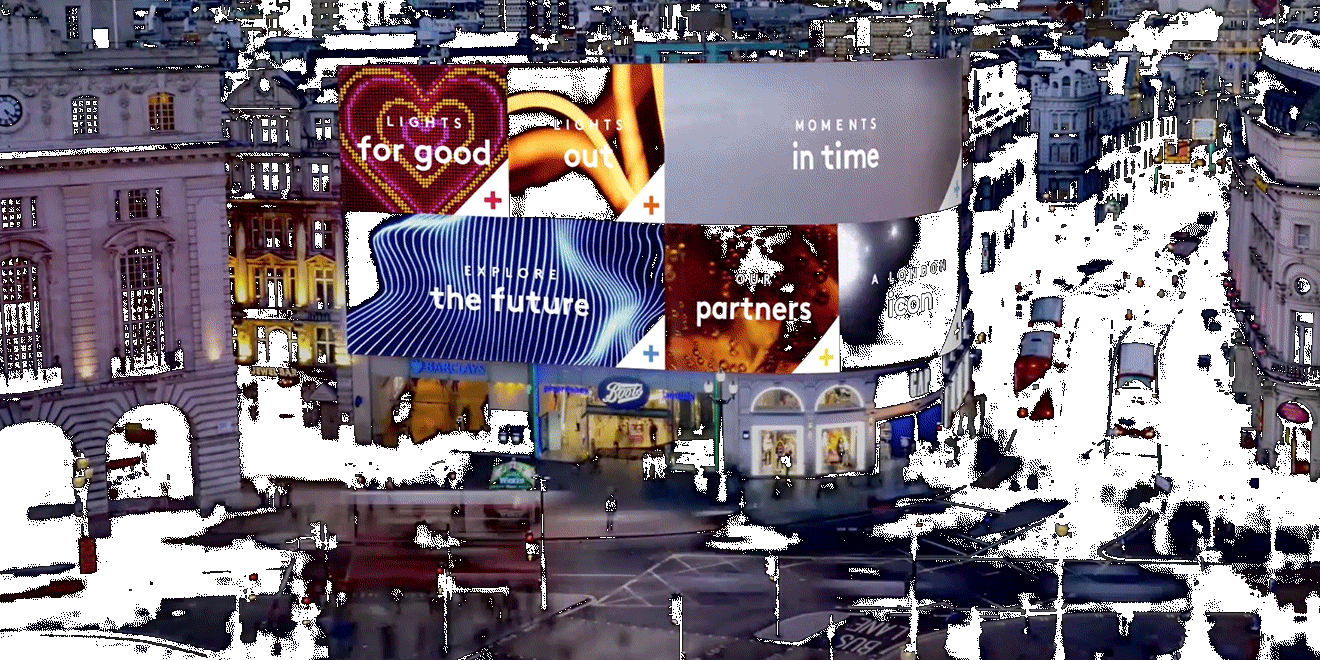 LIGHTS
for good
LIGHTS
out
MOMENTS
in time
EXPLORE
the future
OUR
partners
A LONDON
icon
BARCLAYS
Boots
BUS
LANE